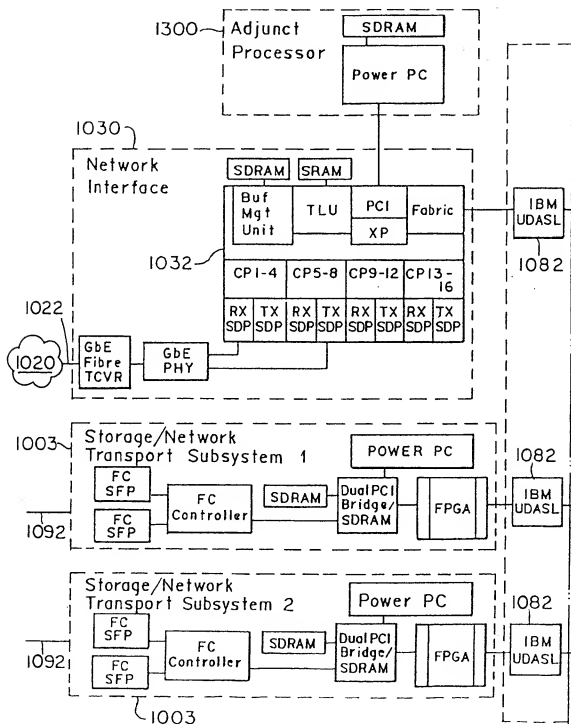 1300
Adjunct
Processor
SDRAM
Power PC
1030
Network
Interface
SDRAM
SRAM
Buf
Mgt
Unit
TLU
PCI
XP
Fabric
1032
CP1-4
CP5-8
CP9-12
CP13-
16
RX
SDP
TX
SDP
RX
SDP
TX
SDP
RX
SDP
TX
SDP
RX
SDP
TX
SDP
IBM
UDASL
1082
1022
1020
GbE
Fibre
TCVR
GbE
PHY
1003
Storage/Network
Transport Subsystem 1
POWER PC
FC
SFP
FC
SFP
1092
FC
Controller
SDRAM
DualPCI
Bridge/
SDRAM
FPGA
1082
IBM
UDASL
Storage/Network
Transport Subsystem 2
Power PC
FC
SFP
FC
SFP
1092
FC
Controller
SDRAM
DualPCI
Bridge/
SDRAM
FPGA
1082
IBM
UDASL
1003